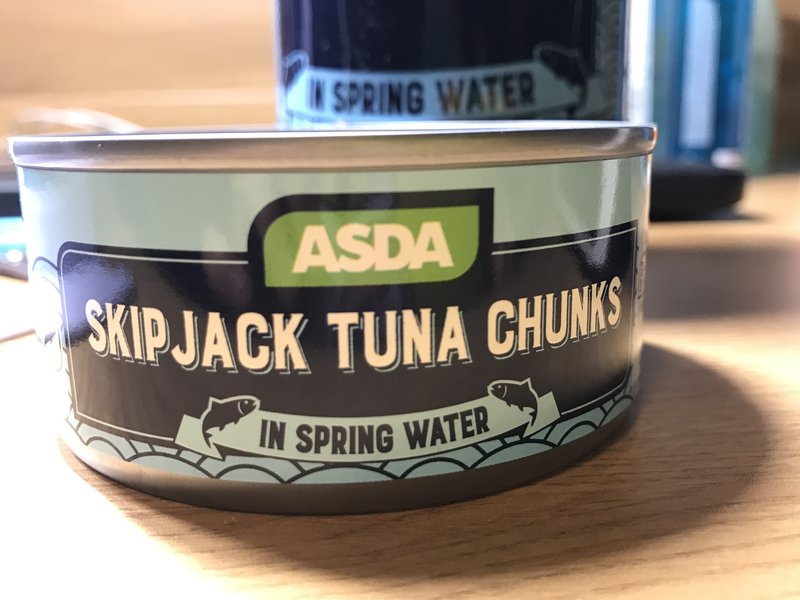 IN SPRING WATER
ASDA
SKIPJACK TUNA CHUNKS
IN SPRING WATER